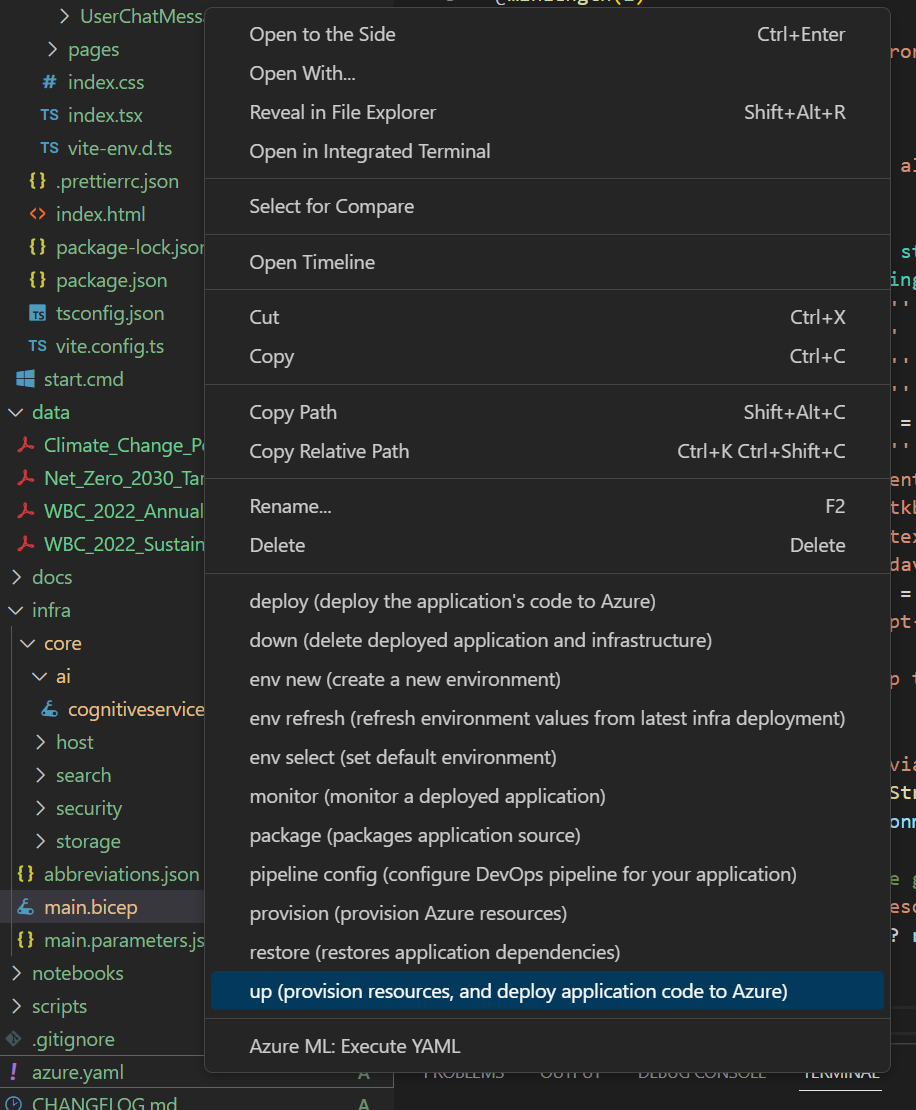 UserChatMess
pages
# index.css
TS index.tsx
TS vite-env.d.ts
{} .prettierrc.json
<> index.html
{} package-lock.json
{} package.json
TS tsconfig.json
TS vite.config.ts
start.cmd
data
Climate_Change_P
Net_Zero_2030_Tar
WBC_2022_Annual
WBC_2022_Sustain
docs
infra
core
ai
cognitiveservice
host
search
security
storage
{} abbreviations.json
main.bicep
{} main.parameters.js
notebooks
scripts
.gitignore
! azure.yaml A
CHANGELOG.md A
Open to the Side Ctrl+Enter
Open With...
Reveal in File Explorer Shift+Alt+R
Open in Integrated Terminal
Select for Compare
Open Timeline
Cut Ctrl+X
Copy Ctrl+C
Copy Path Shift+Alt+C
Copy Relative Path Ctrl+K Ctrl+Shift+C
Rename... F2
Delete Delete
deploy (deploy the application's code to Azure)
down (delete deployed application and infrastructure)
env new (create a new environment)
env refresh (refresh environment values from latest infra deployment)
env select (set default environment)
monitor (monitor a deployed application)
package (packages application source)
pipeline config (configure DevOps pipeline for your application)
provision (provision Azure resources)
restore (restores application dependencies)
up (provision resources, and deploy application code to Azure)
Azure ML: Execute YAML
PROBLEMS OUTPUT DEBUG CONSOLE TERMINAL